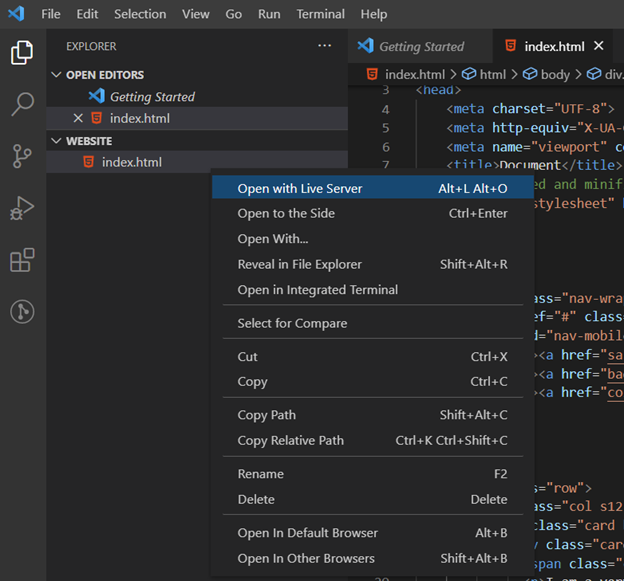 File Edit Selection View Go Run Terminal Help
EXPLORER ...
Getting Started
index.html
OPEN EDITORS
Getting Started
index.html
WEBSITE
index.html
index.html > html > body > div.
3 <head>
4 <meta charset="UTF-8">
5 <meta http-equiv="X-UA-
6 <meta name="viewport" co
7 <title>Document</title>
ed and minif
stylesheet"
ass="nav-wra
ef="#" class
d="nav-mobil
><a href="sa
><a href="ba
><a href="co
s="row">
ass="col s12
class="card
v class="car
span class="
Open with Live Server Alt+L Alt+O
Open to the Side Ctrl+Enter
Open With...
Reveal in File Explorer Shift+Alt+R
Open in Integrated Terminal
Select for Compare
Cut Ctrl+X
Copy Ctrl+C
Copy Path Shift+Alt+C
Copy Relative Path Ctrl+K Ctrl+Shift+C
Rename F2
Delete Delete
Open In Default Browser Alt+B
Open In Other Browsers Shift+Alt+B